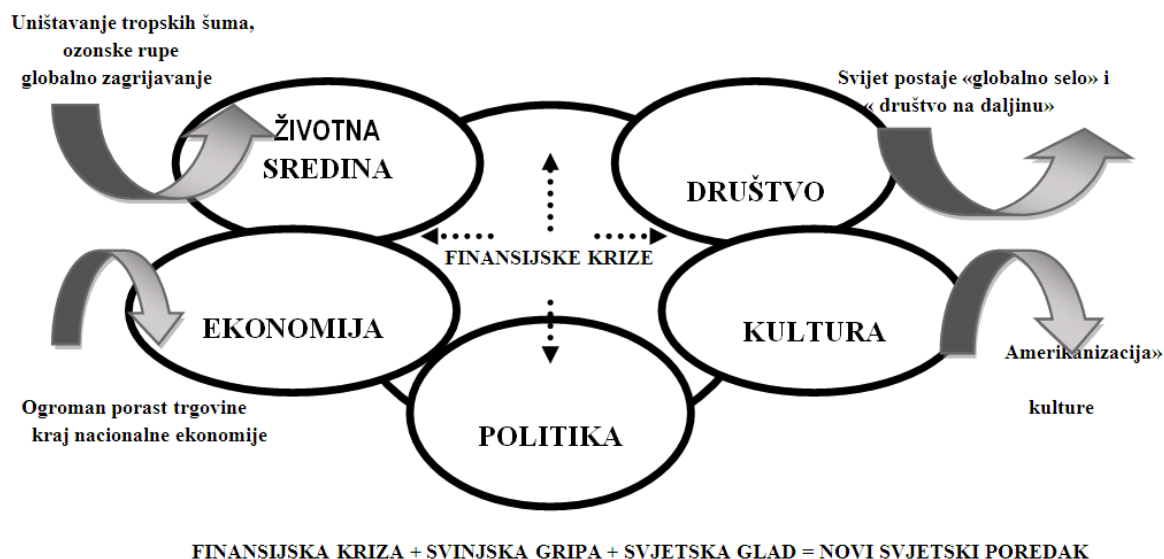 Uništavanje tropskih šuma,
ozonske rupe
globalno zagrijavanje
Svijet postaje «globalno selo» i
« društvo na daljinu»
ŽIVOTNA
SREDINA
DRUŠTVO
FINANSIJSKE KRIZE
EKONOMIJA
KULTURA
Amerikanizacija»
kulture
Ogroman porast trgovine
kraj nacionalne ekonomije
POLITIKA
FINANSIJSKA KRIZA + SVINJSKA GRIPA + SVJETSKA GLAD = NOVI SVJETSKI POREDAK